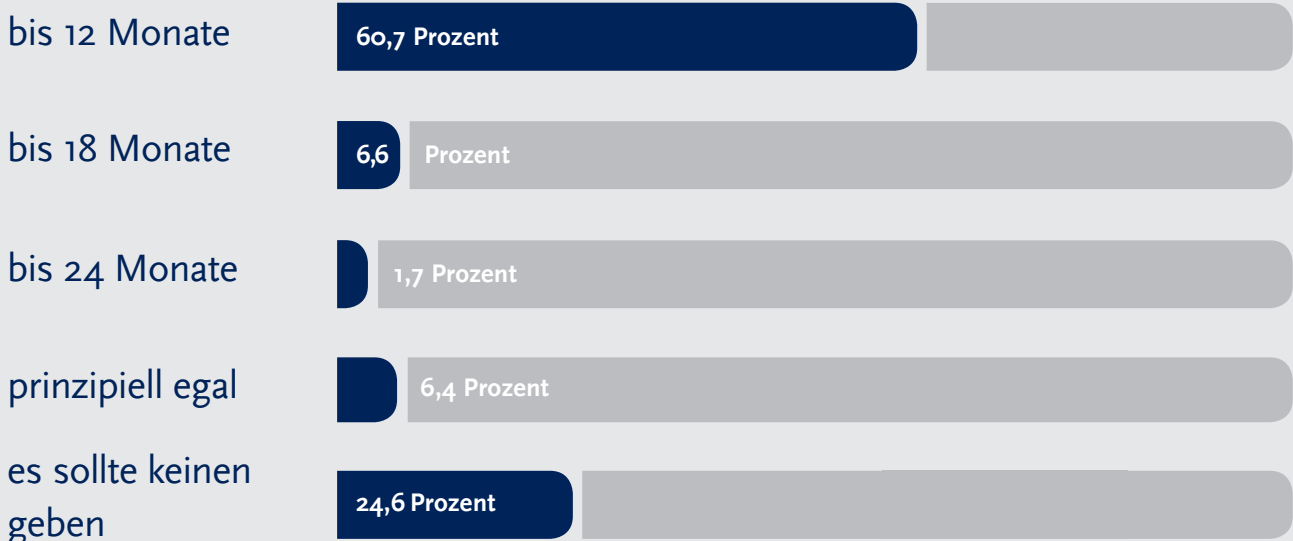 bis 12 Monate 60,7 Prozent
bis 18 Monate 6,6 Prozent
bis 24 Monate 1,7 Prozent
prinzipiell egal 6,4 Prozent
es sollte keinen
geben 24,6 Prozent